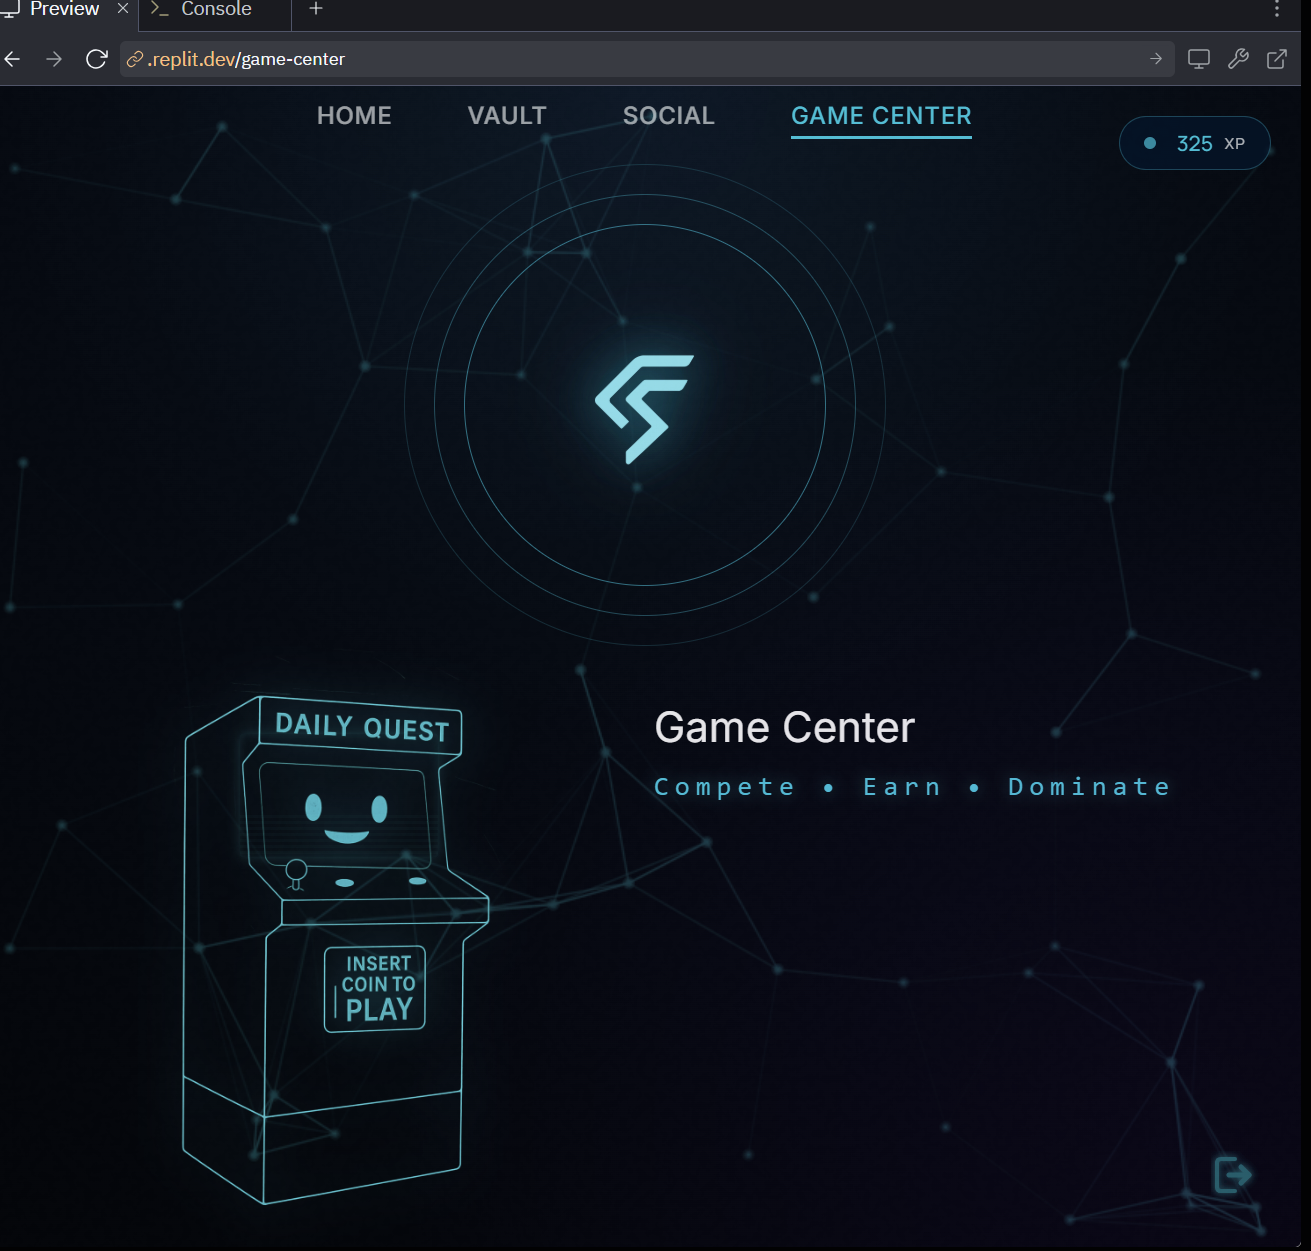 Preview
Console
.replit.dev/game-center
HOME
VAULT
SOCIAL
GAME CENTER
325 XP
DAILY QUEST
INSERT
COIN TO
PLAY
Game Center
Compete • Earn • Dominate